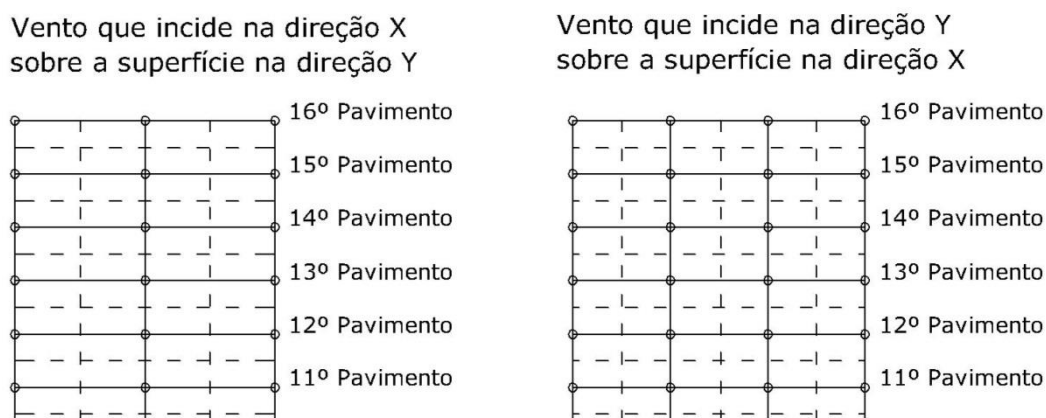 Vento que incide na direção X
sobre a superfície na direção Y
16º Pavimento
15º Pavimento
14º Pavimento
13º Pavimento
12º Pavimento
11º Pavimento
Vento que incide na direção Y
sobre a superfície na direção X
16º Pavimento
15º Pavimento
14º Pavimento
13º Pavimento
12º Pavimento
11º Pavimento